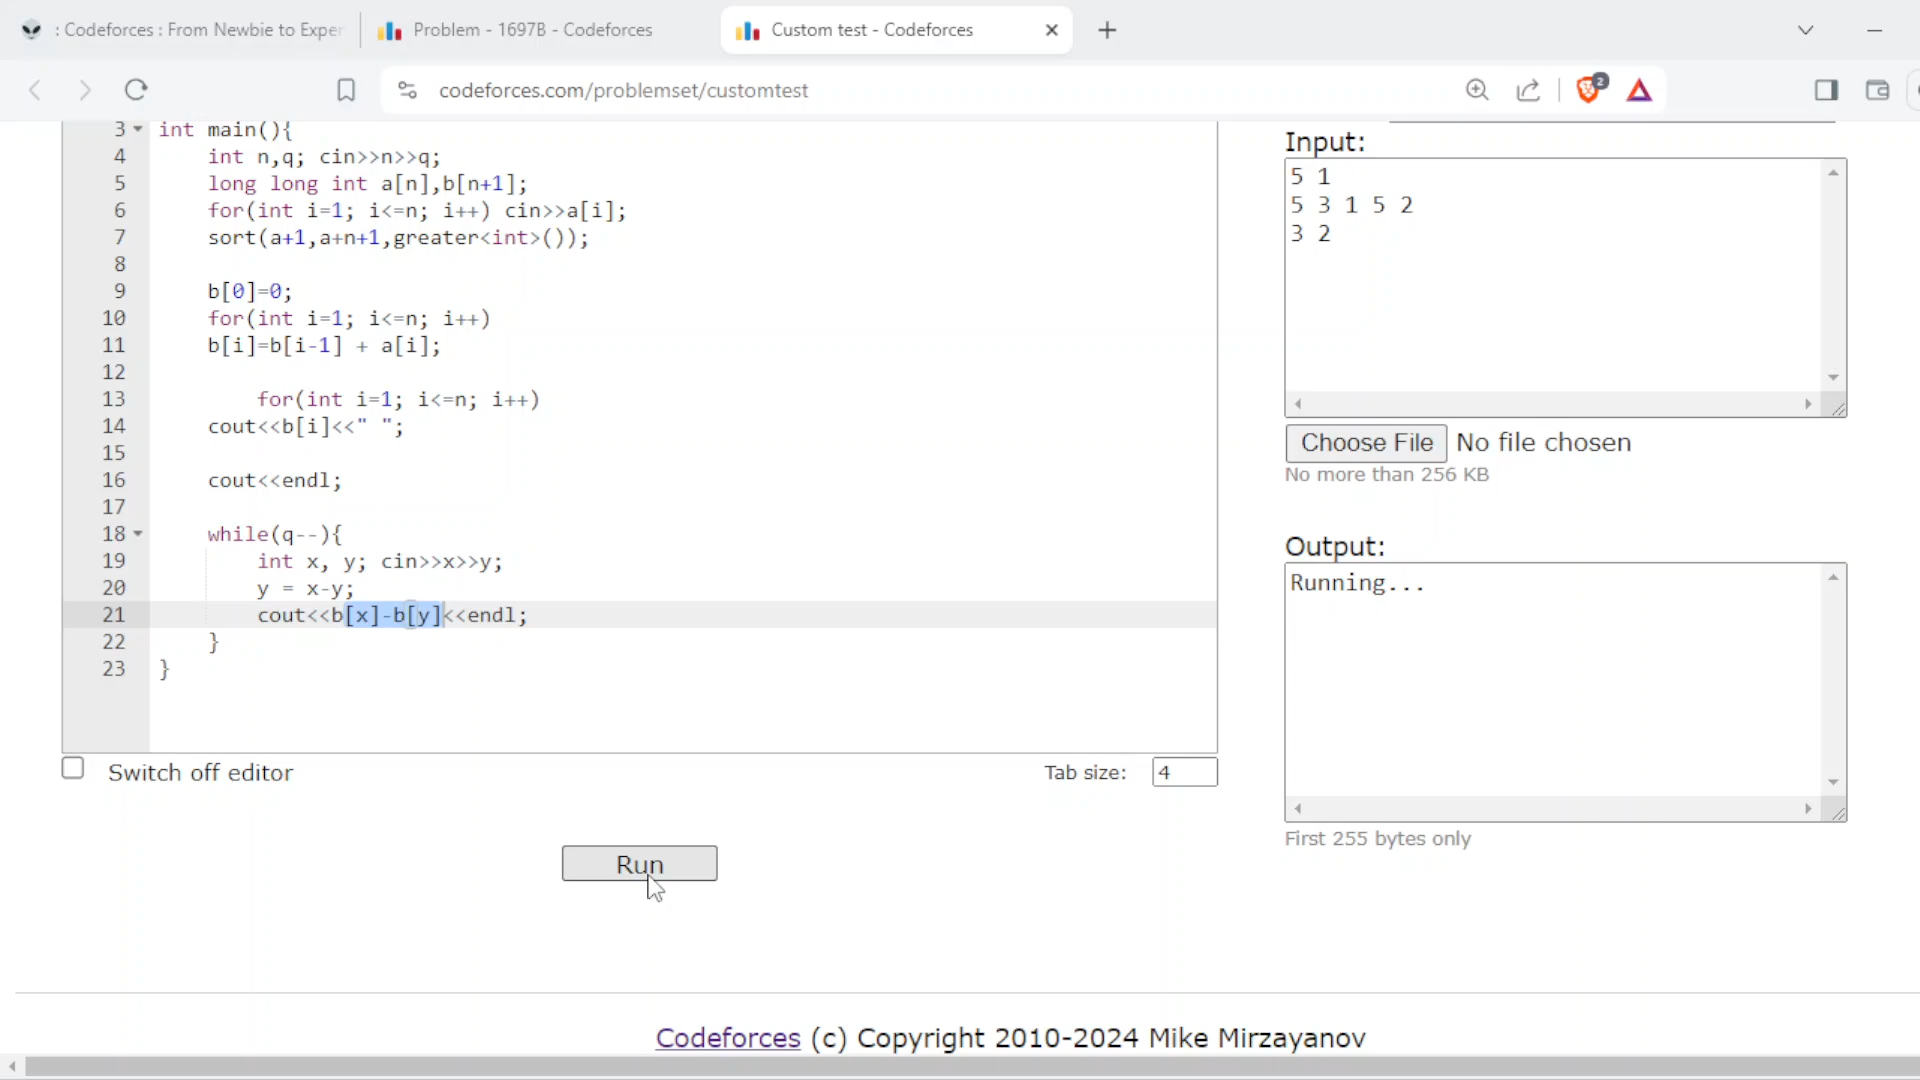 : Codeforces : From Newbie to Exper
Problem - 1697B - Codeforces
Custom test - Codeforces
codeforces.com/problemset/customtest
2
3 int main(){
4 int n,q; cin>>n>>q;
5 long long int a[n],b[n+1];
6 for(int i=1; i<=n; i++) cin>>a[i];
7 sort(a+1,a+n+1,greater<int>());
8
9 b[0]=0;
10 for(int i=1; i<=n; i++)
11 b[i]=b[i-1] + a[i];
12
13 for(int i=1; i<=n; i++)
14 cout<<b[i]<<" ";
15
16 cout<<endl;
17
18 while(q--){
19 int x, y; cin>>x>>y;
20 y = x-y;
21 cout<<b[x]-b[y]<<endl;
22 }
23 }
Switch off editor
Tab size: 4
Run
Input:
5 1
5 3 1 5 2
3 2
Choose File No file chosen
No more than 256 KB
Output:
Running...
First 255 bytes only
Codeforces (c) Copyright 2010-2024 Mike Mirzayanov